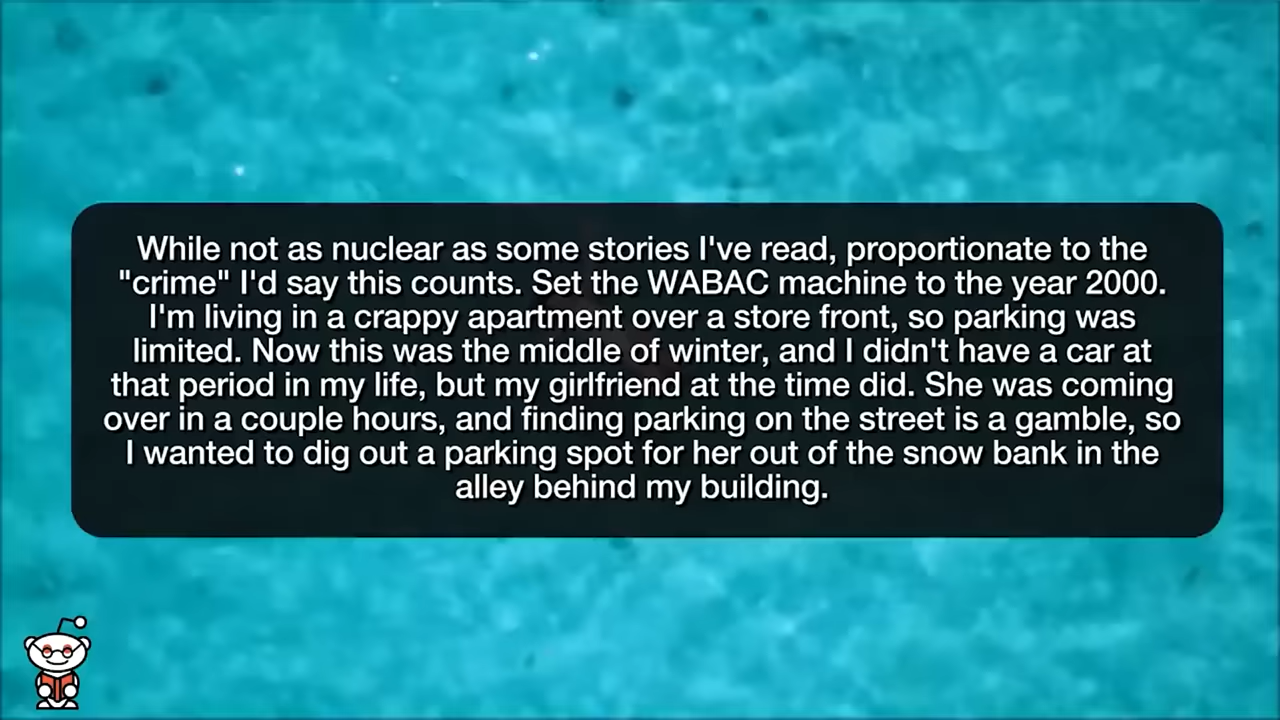 While not as nuclear as some stories I've read, proportionate to the
"crime" I'd say this counts. Set the WABAC machine to the year 2000.
I'm living in a crappy apartment over a store front, so parking was
limited. Now this was the middle of winter, and I didn't have a car at
that period in my life, but my girlfriend at the time did. She was coming
over in a couple hours, and finding parking on the street is a gamble, so
I wanted to dig out a parking spot for her out of the snow bank in the
alley behind my building.